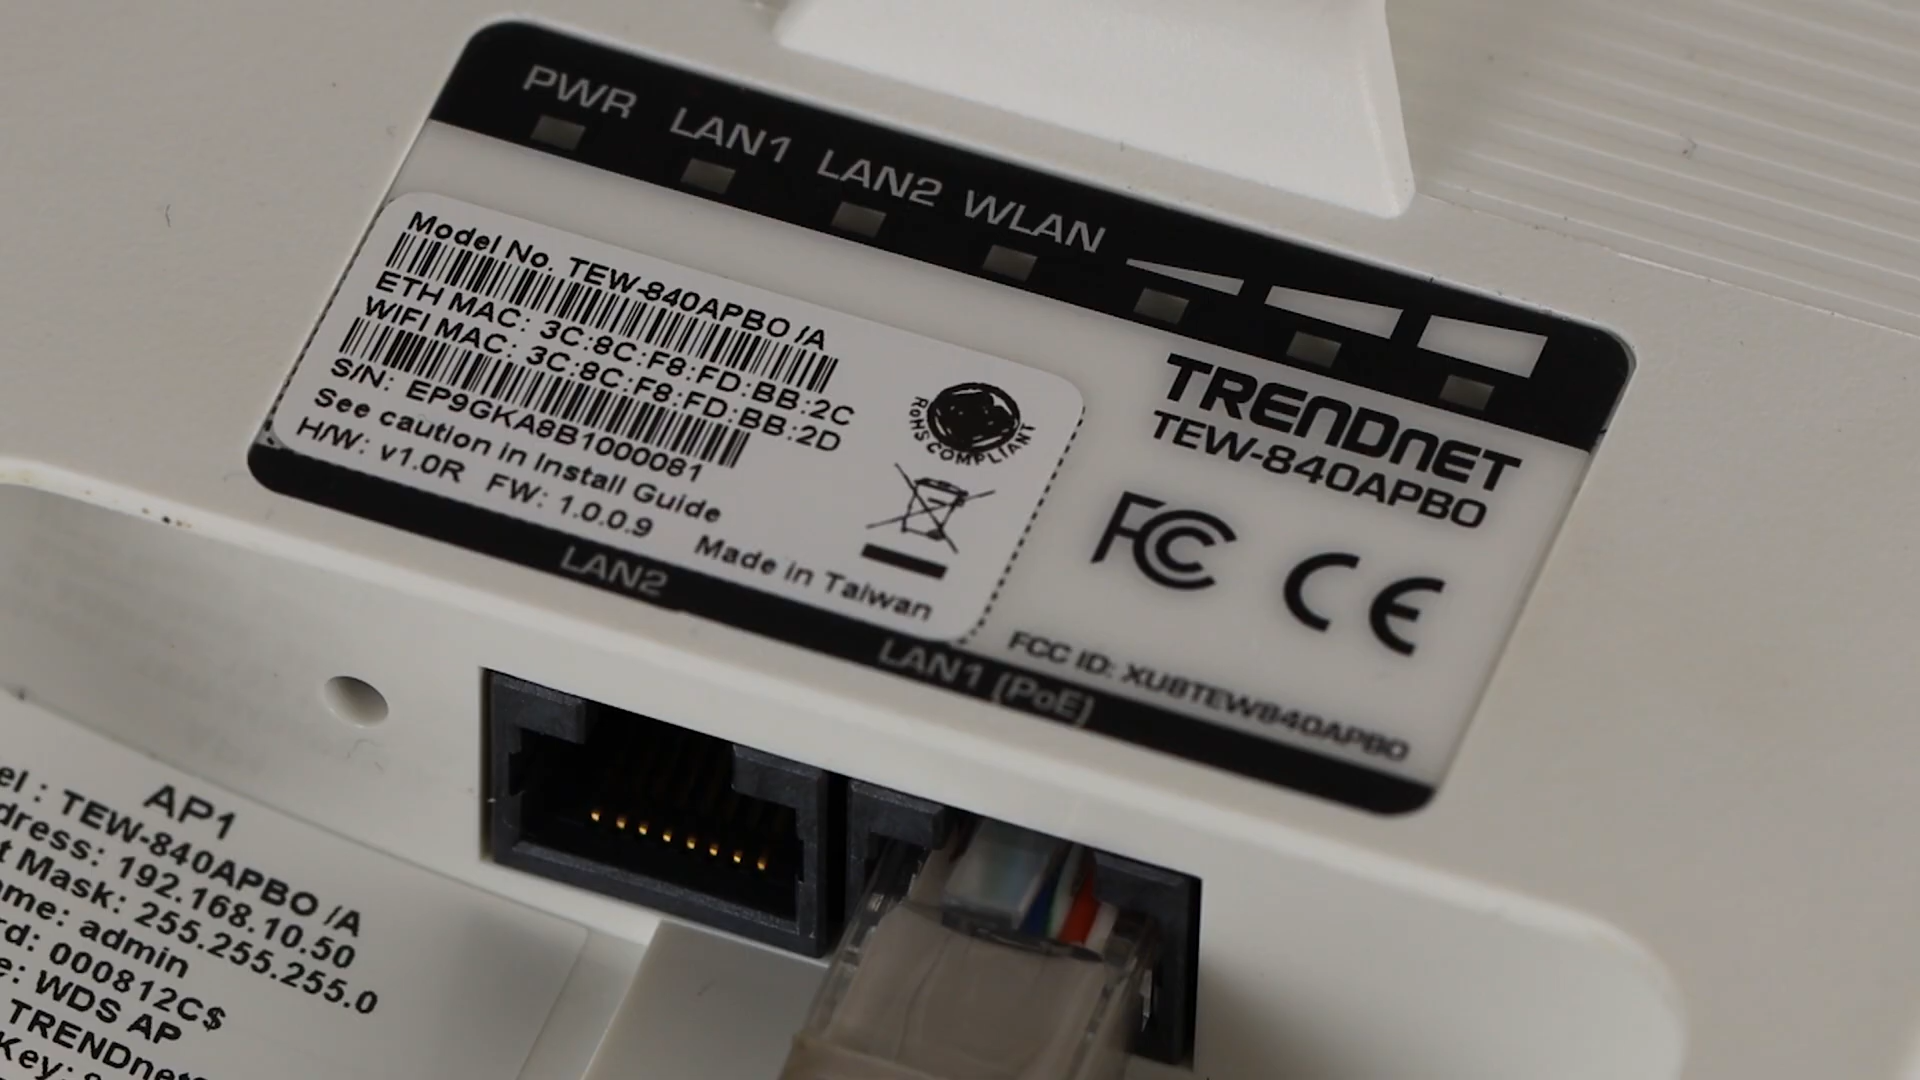 PWR LAN1 LAN2 WLAN
Model No. TEW-840APBO /A
ETH MAC: 3C:8C:F8:FD:BB:2C
WIFI MAC: 3C:8C:F8:FD:BB:2D
S/N: EP9GKA8B1000081
See caution in Install Guide
H/W: v1.0R FW: 1.0.0.9 Made in Taiwan
RoHS COMPLIANT
TRENDnET
TEW-840APBO
FC CE
FCC ID: XU8TEW840APBO
LAN2 LAN1 (PoE)
AP1
el : TEW-840APBO /A
dress: 192.168.10.50
t Mask: 255.255.255.0
me: admin
rd: 000812C$
e: WDS AP
TRENDnet
Key: